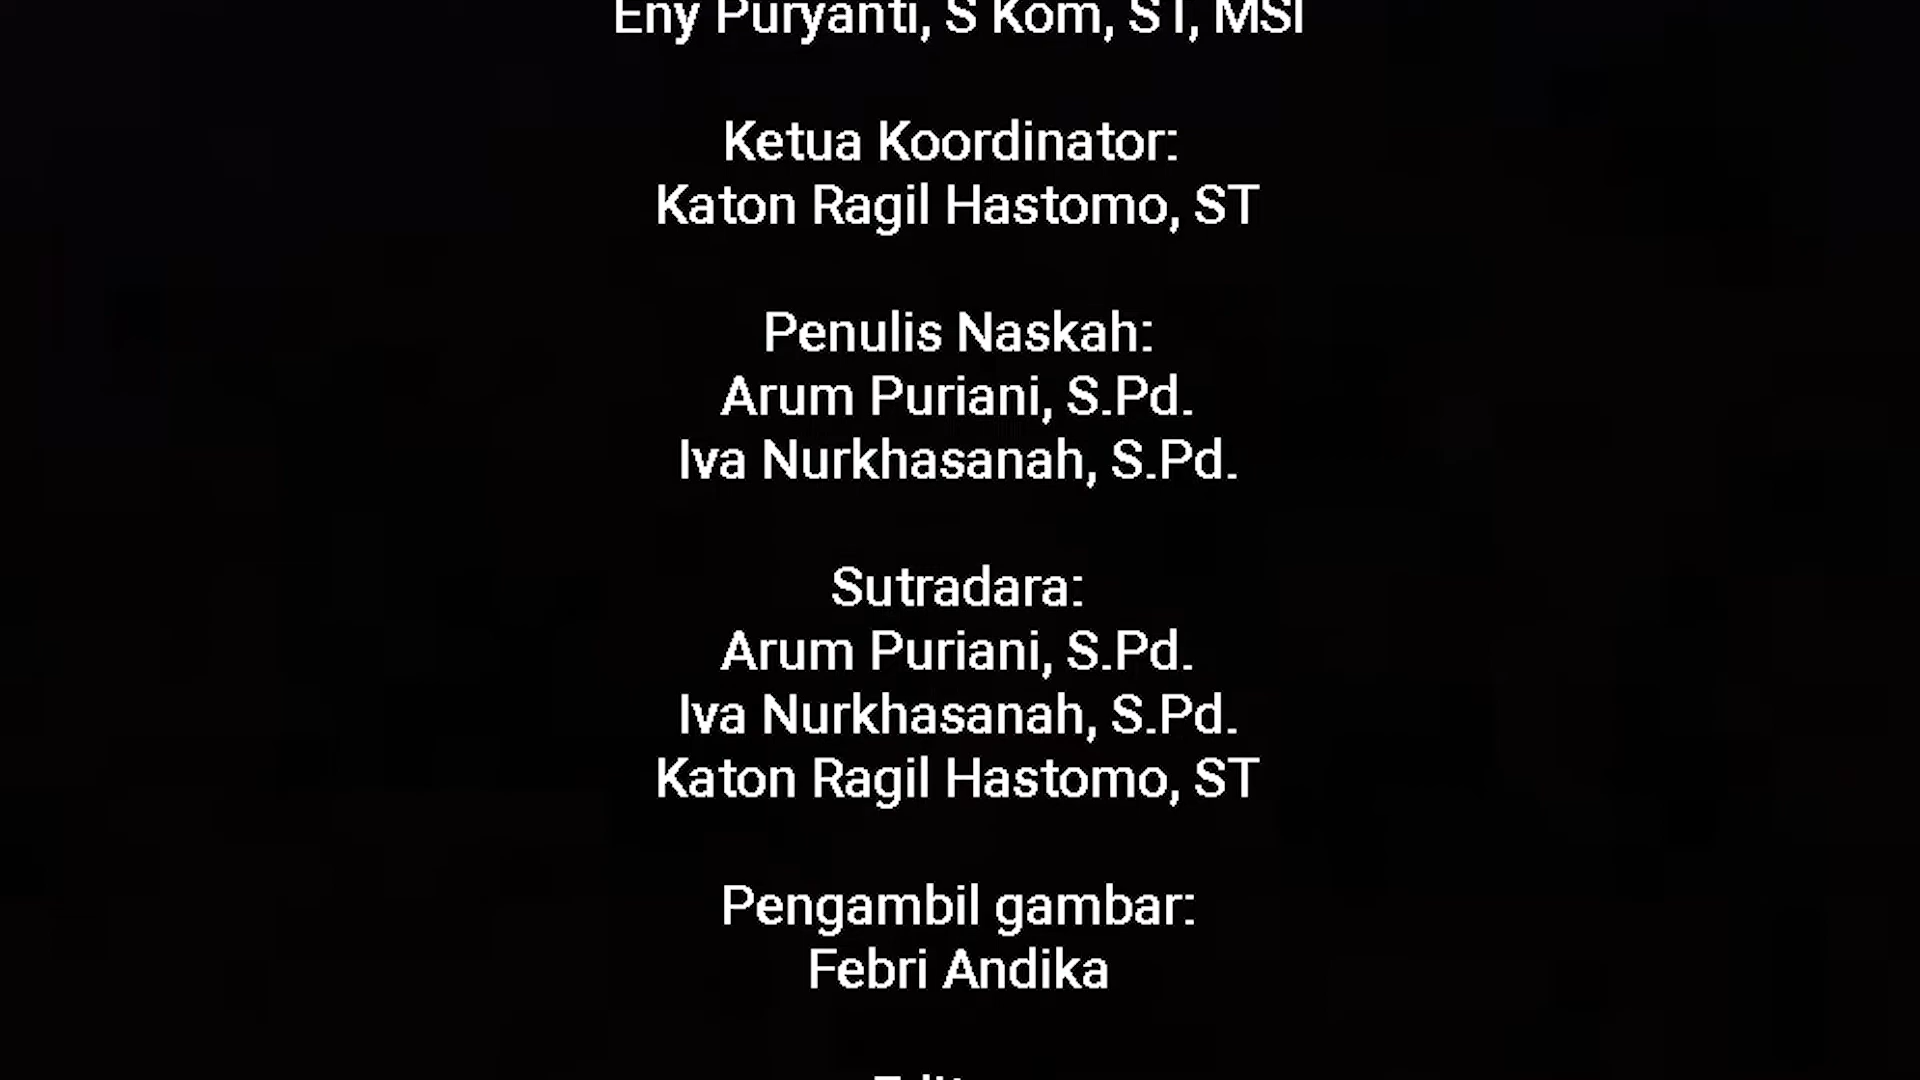 Eny Puryanti, S Kom, ST, MSI
Ketua Koordinator:
Katon Ragil Hastomo, ST
Penulis Naskah:
Arum Puriani, S.Pd.
Iva Nurkhasanah, S.Pd.
Sutradara:
Arum Puriani, S.Pd.
Iva Nurkhasanah, S.Pd.
Katon Ragil Hastomo, ST
Pengambil gambar:
Febri Andika